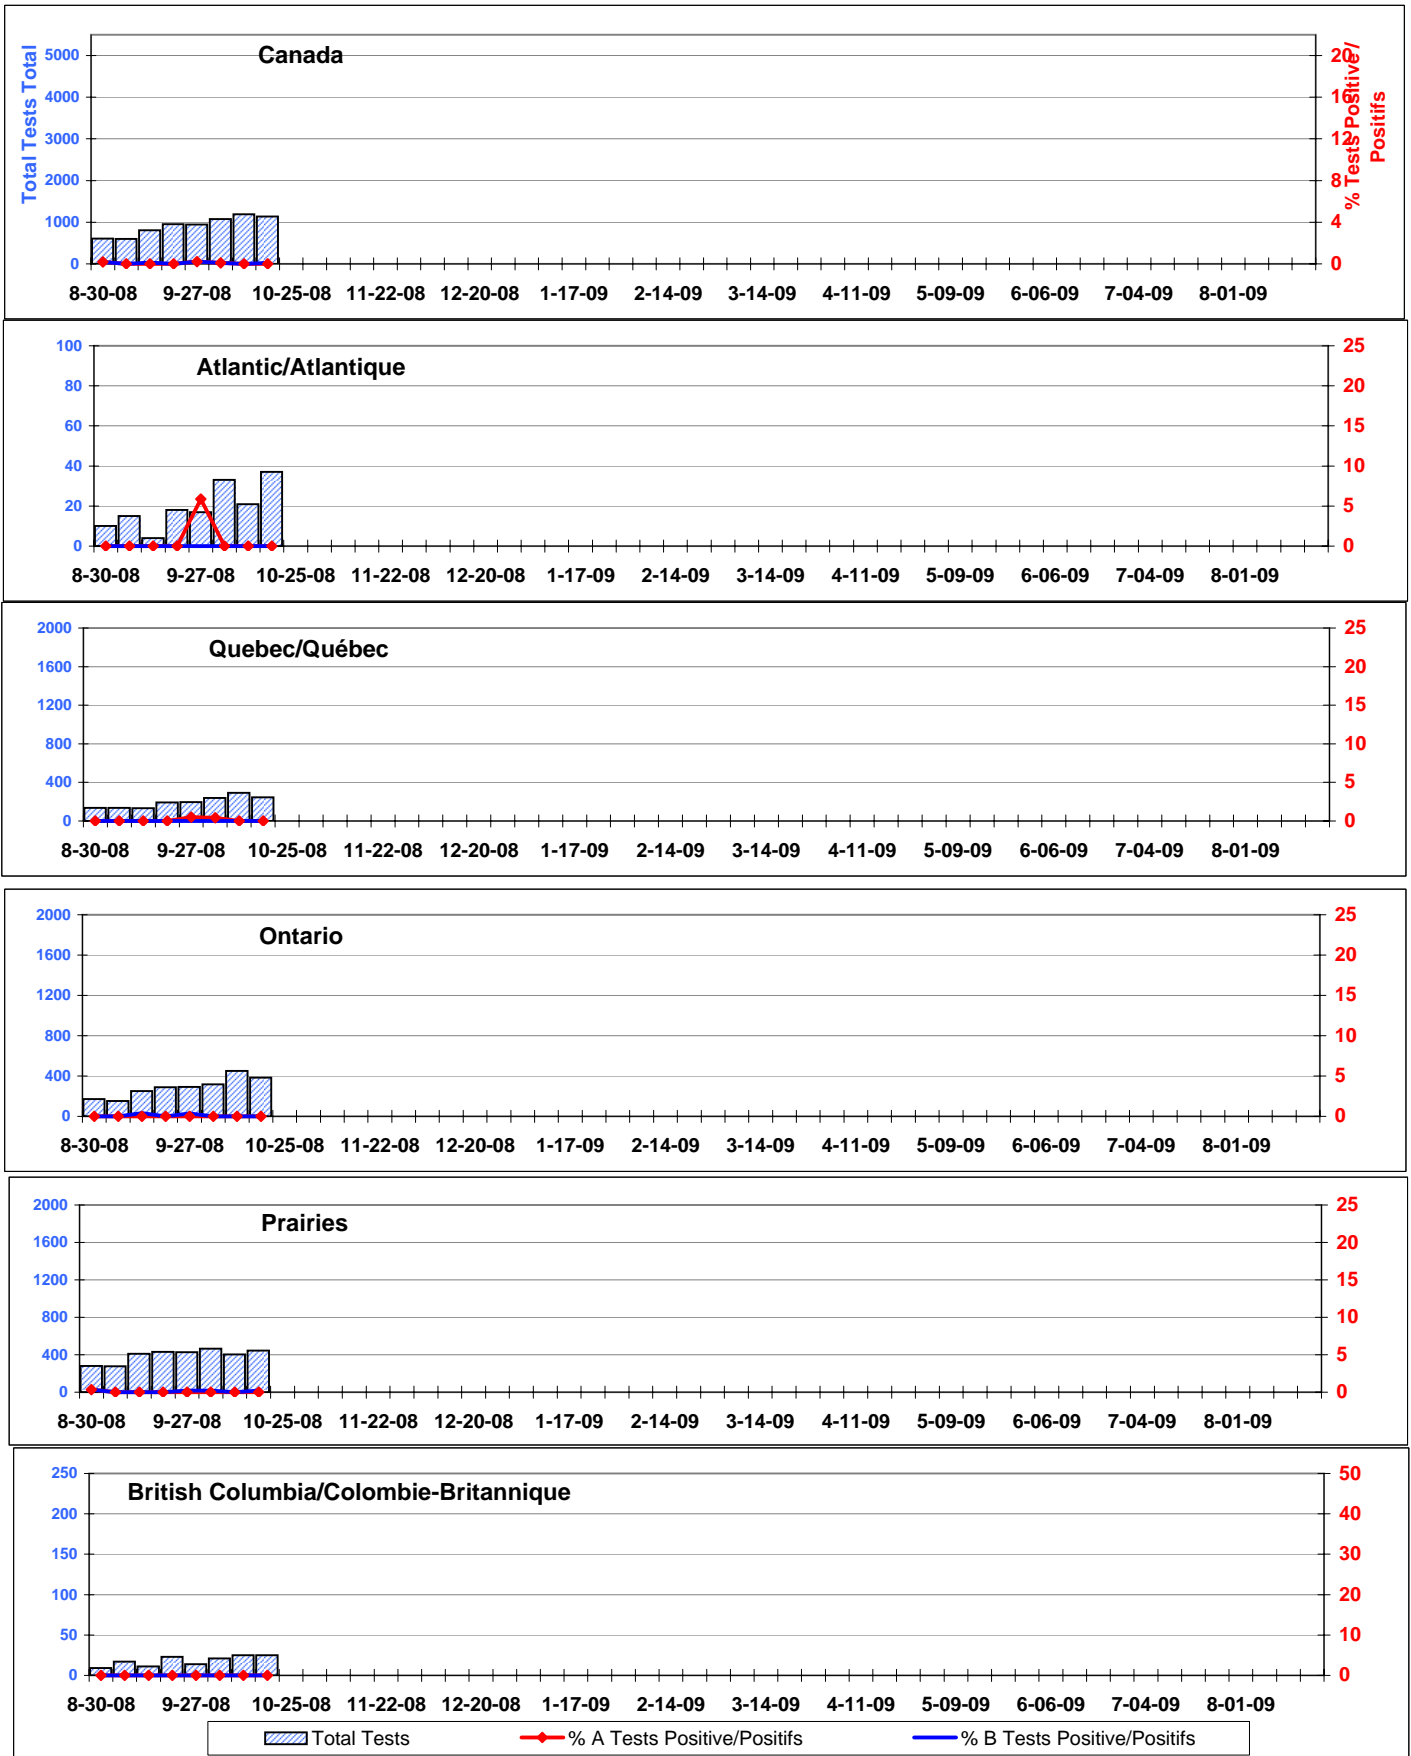 Canada
Total Tests Total
% Tests Positive/
Positifs
5000 20
4000 16
3000 12
2000 8
1000 4
0 0
8-30-08 9-27-08 10-25-08 11-22-08 12-20-08 1-17-09 2-14-09 3-14-09 4-11-09 5-09-09 6-06-09 7-04-09 8-01-09
Atlantic/Atlantique
100 25
80 20
60 15
40 10
20 5
0 0
8-30-08 9-27-08 10-25-08 11-22-08 12-20-08 1-17-09 2-14-09 3-14-09 4-11-09 5-09-09 6-06-09 7-04-09 8-01-09
Quebec/Québec
2000 25
1600 20
1200 15
800 10
400 5
0 0
8-30-08 9-27-08 10-25-08 11-22-08 12-20-08 1-17-09 2-14-09 3-14-09 4-11-09 5-09-09 6-06-09 7-04-09 8-01-09
Ontario
2000 25
1600 20
1200 15
800 10
400 5
0 0
8-30-08 9-27-08 10-25-08 11-22-08 12-20-08 1-17-09 2-14-09 3-14-09 4-11-09 5-09-09 6-06-09 7-04-09 8-01-09
Prairies
2000 25
1600 20
1200 15
800 10
400 5
0 0
8-30-08 9-27-08 10-25-08 11-22-08 12-20-08 1-17-09 2-14-09 3-14-09 4-11-09 5-09-09 6-06-09 7-04-09 8-01-09
British Columbia/Colombie-Britannique
250 50
200 40
150 30
100 20
50 10
0 0
8-30-08 9-27-08 10-25-08 11-22-08 12-20-08 1-17-09 2-14-09 3-14-09 4-11-09 5-09-09 6-06-09 7-04-09 8-01-09
Total Tests % A Tests Positive/Positifs % B Tests Positive/Positifs